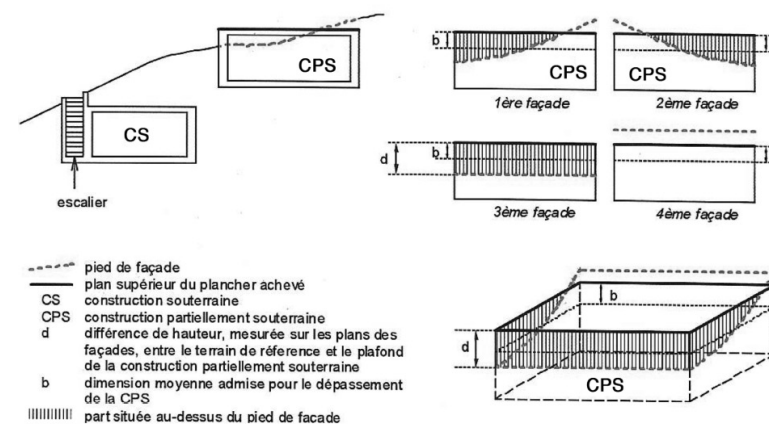 CPS
CS
escalier
b
CPS
1ère façade
CPS
2ème façade
d
b
3ème façade
4ème façade
pied de façade
plan supérieur du plancher achevé
CS construction souterraine
CPS construction partiellement souterraine
d différence de hauteur, mesurée sur les plans des
façades, entre le terrain de référence et le plafond
de la construction partiellement souterraine
b dimension moyenne admise pour le dépassement
de la CPS
part située au-dessus du pied de facade
b
d
CPS